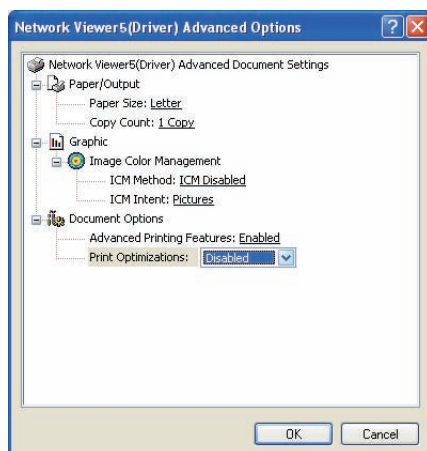 Network Viewer5(Driver) Advanced Options
Network Viewer5(Driver) Advanced Document Settings
Paper/Output
Paper Size: Letter
Copy Count: 1 Copy
Graphic
Image Color Management
ICM Method: ICM Disabled
ICM Intent: Pictures
Document Options
Advanced Printing Features: Enabled
Print Optimizations: Disabled
OK Cancel